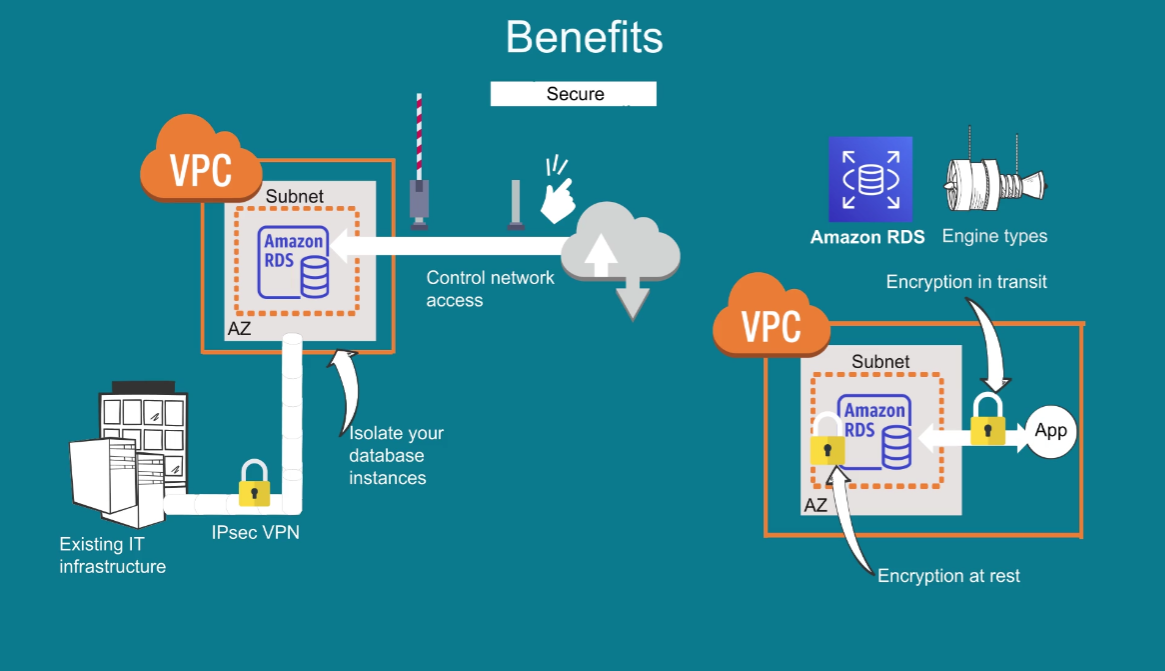 Benefits
Secure
VPC
Subnet
Amazon
RDS
AZ
Control network
access
Isolate your
database
instances
IPsec VPN
Existing IT
infrastructure
Amazon RDS
Engine types
Encryption in transit
VPC
Subnet
Amazon
RDS
App
AZ
Encryption at rest